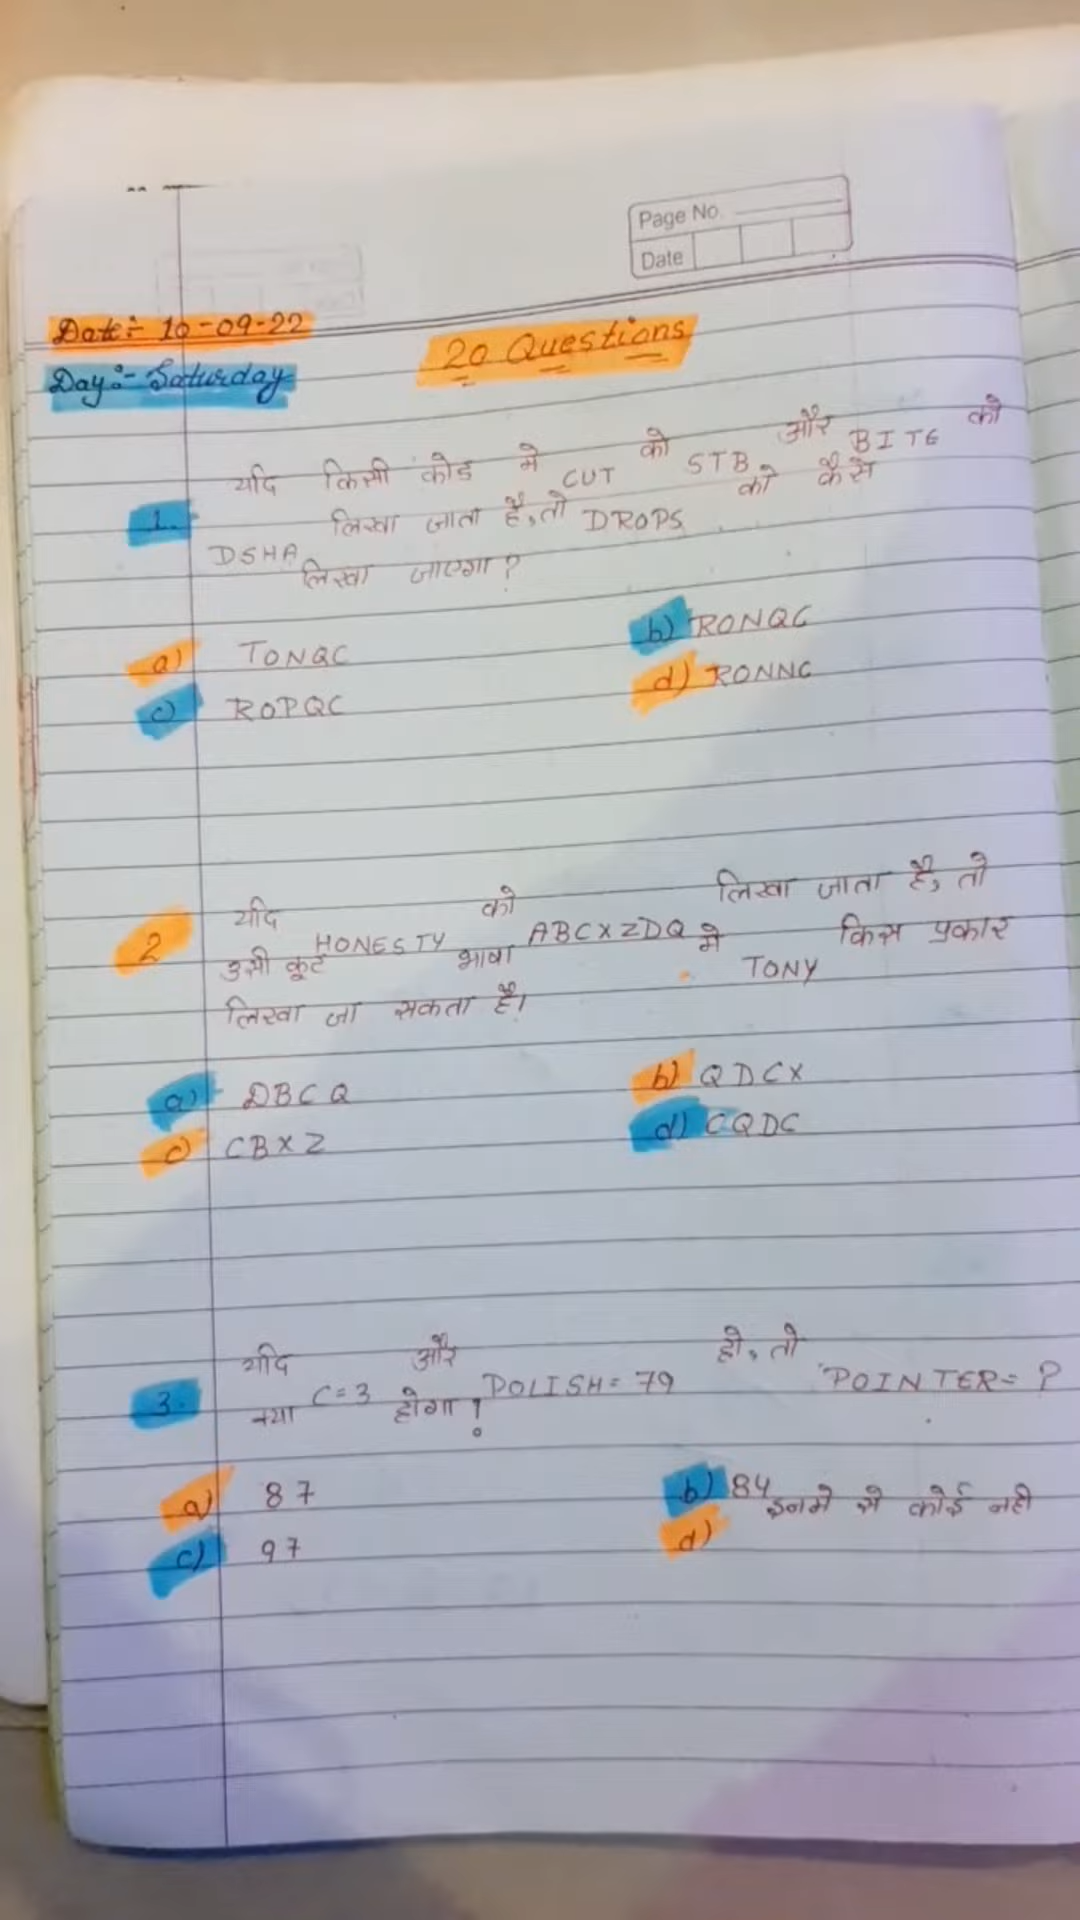 Page No.
Date
Date:- 10-09-22
20 Questions
Day:- Saturday
यदि किसी कोड मे CUT को STB और BITE को
1. लिखा जाता है, तो DROPS को कैसे
DSHA लिखा जाएगा ?
a) TONQC b) RONQC
c) ROPQC d) RONNC
यदि HONESTY को ABCXZDQ लिखा जाता है, तो
2 उसी कूट भाषा मे TONY किस प्रकार
लिखा जा सकता है।
a) DBCQ b) QDCX
c) CBXZ d) CQDC
यदि C=3 और POLISH= 79 हो, तो POINTER= ?
3. क्या होगा !
a) 87 b) 84
c) 97 d) इनमे से कोई नही